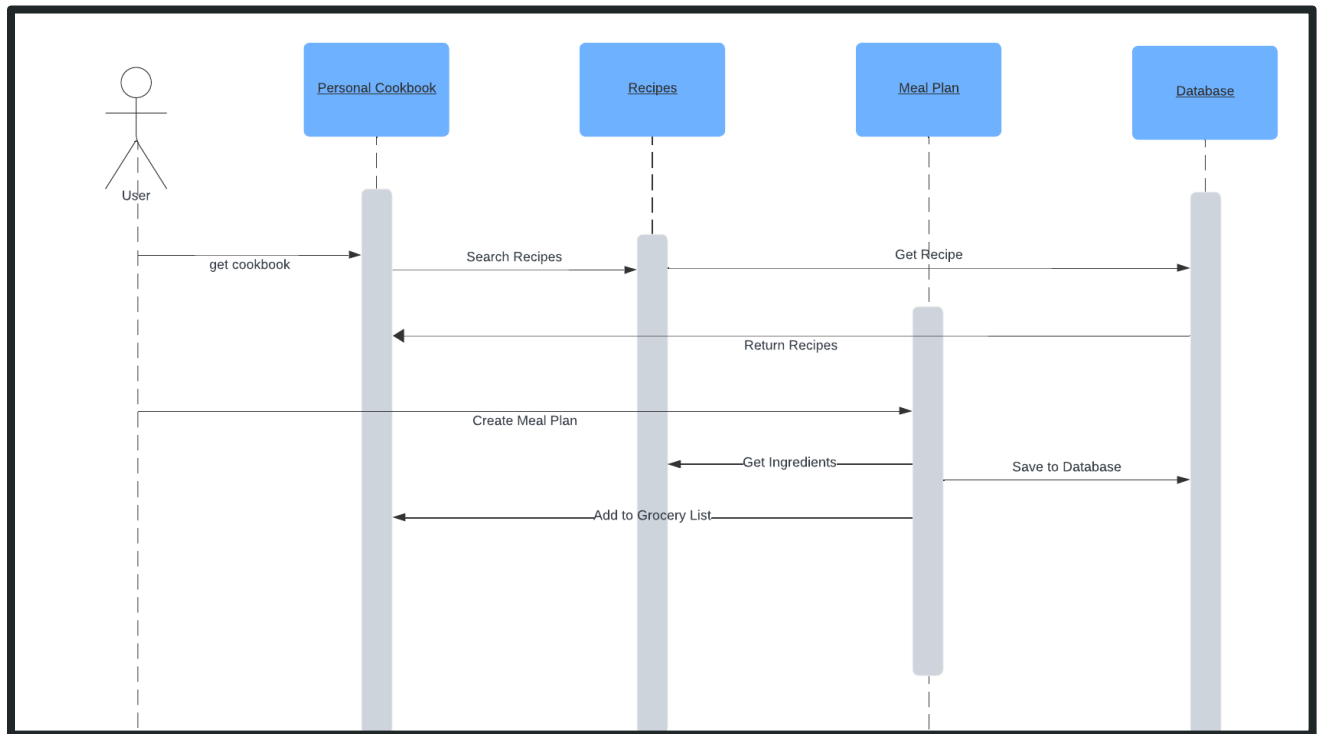 Personal Cookbook
Recipes
Meal Plan
Database
User
get cookbook
Search Recipes
Get Recipe
Return Recipes
Create Meal Plan
Get Ingredients
Save to Database
Add to Grocery List